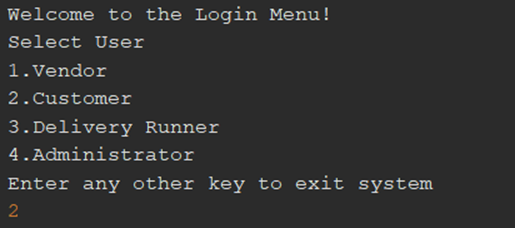 Welcome to the Login Menu!
Select User
1.Vendor
2.Customer
3.Delivery Runner
4.Administrator
Enter any other key to exit system
2